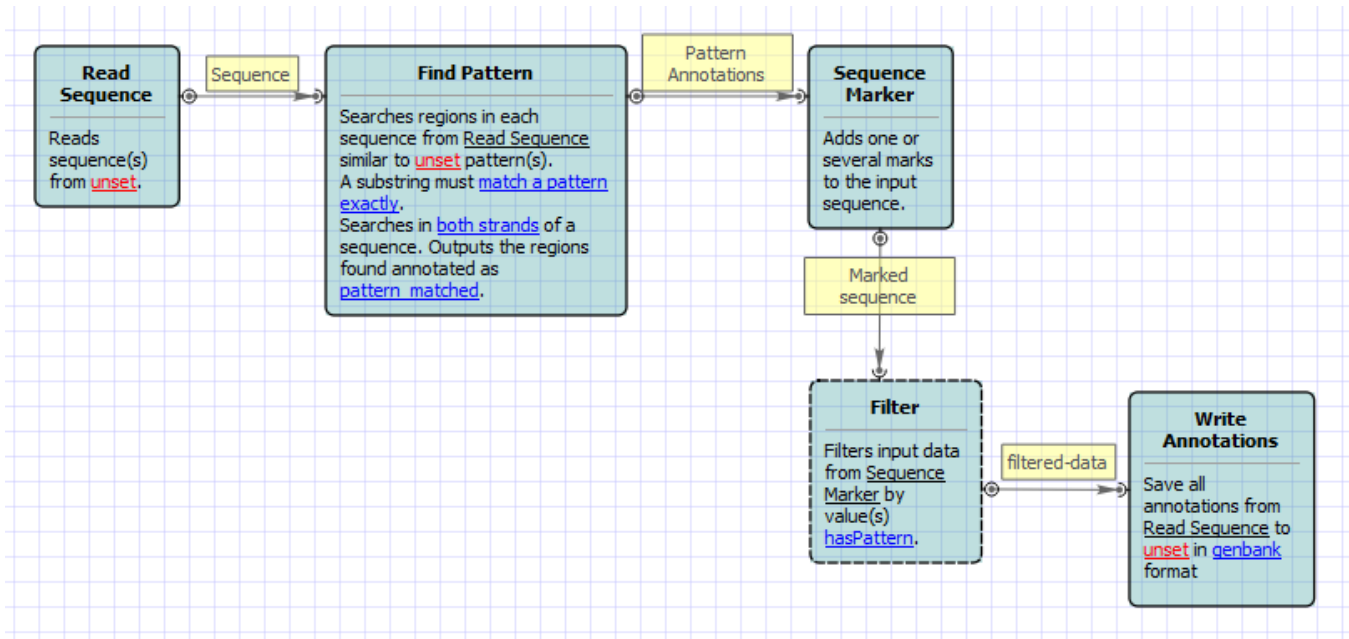 Read
Sequence
Reads
sequence(s)
from unset.
Sequence
Find Pattern
Searches regions in each
sequence from Read Sequence
similar to unset pattern(s).
A substring must match a pattern
exactly.
Searches in both strands of a
sequence. Outputs the regions
found annotated as
pattern_matched.
Pattern
Annotations
Sequence
Marker
Adds one or
several marks
to the input
sequence.
Marked
sequence
Filter
Filters input data
from Sequence
Marker by
value(s)
hasPattern.
filtered-data
Write
Annotations
Save all
annotations from
Read Sequence to
unset in genbank
format